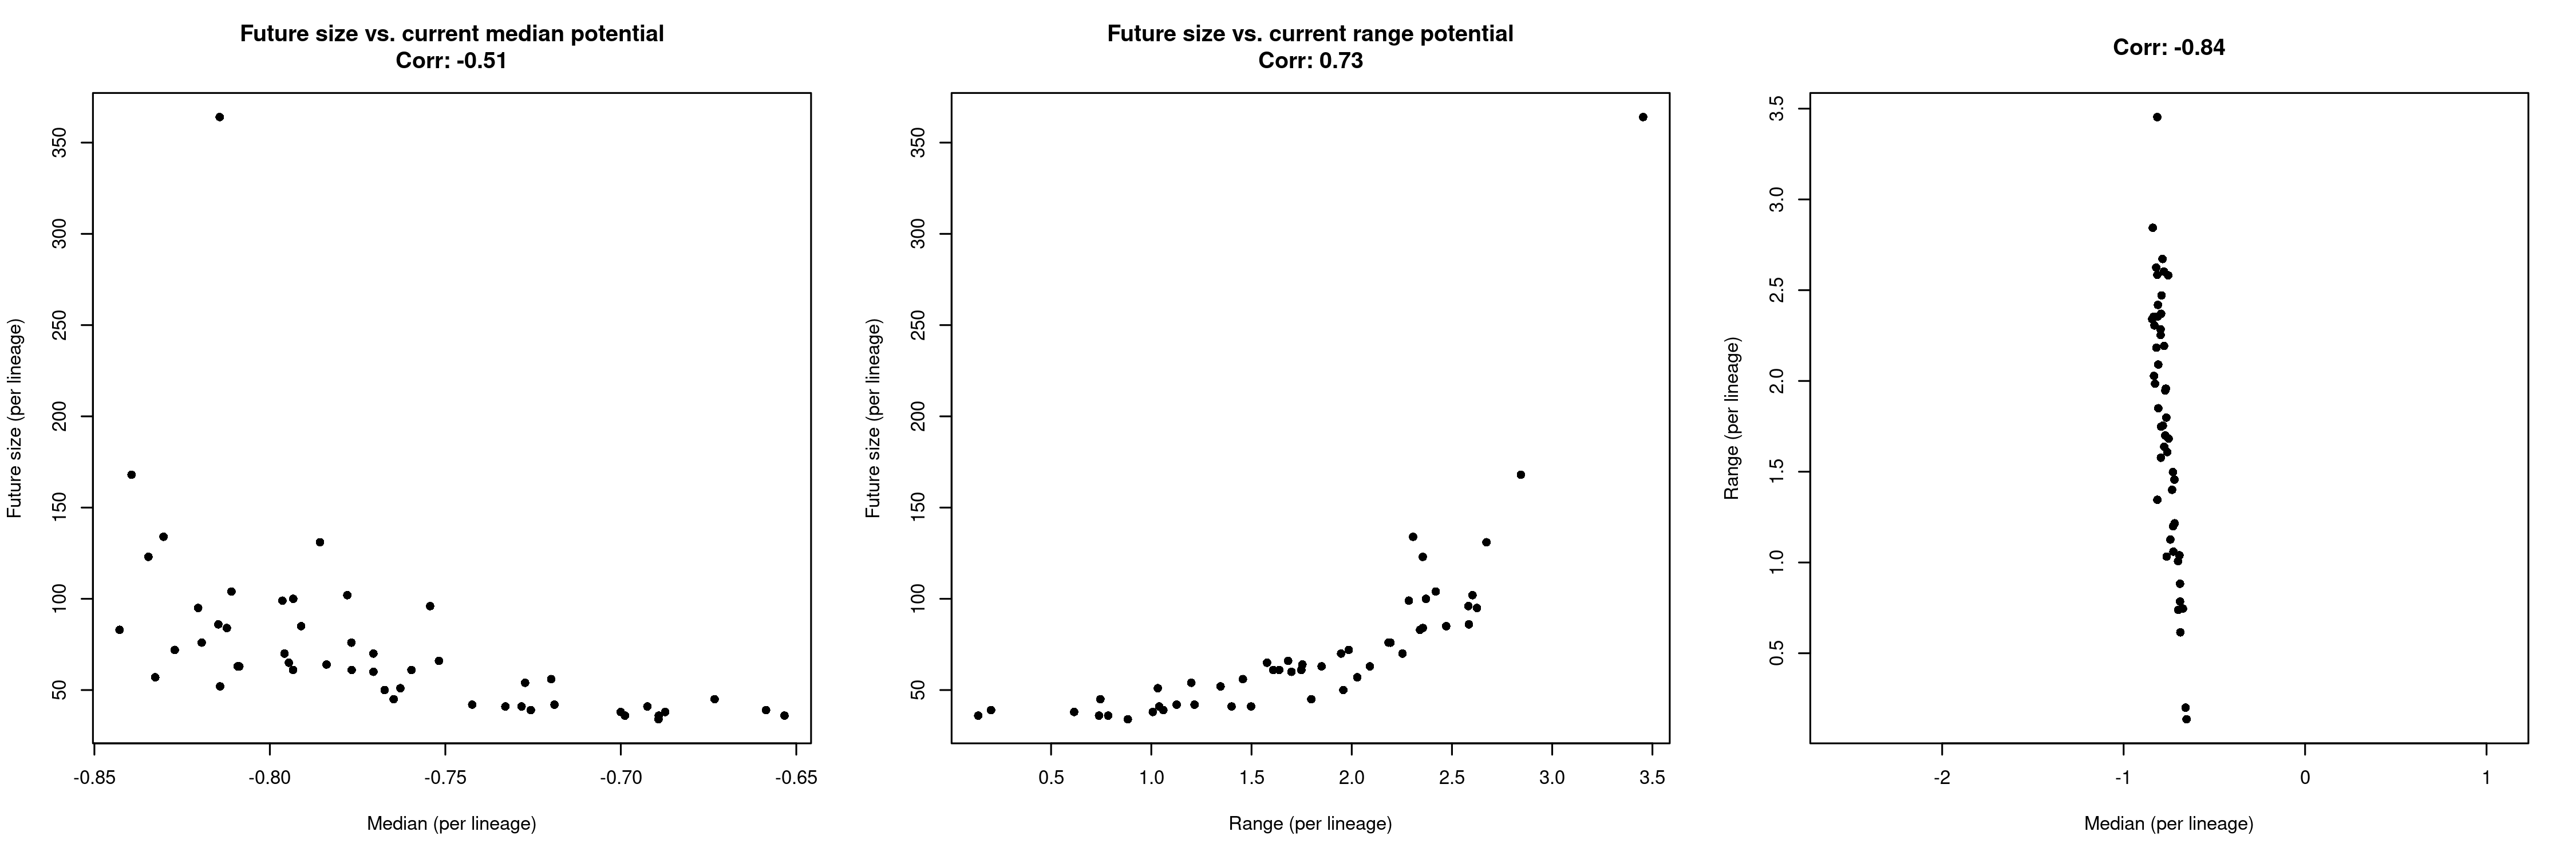 Future size vs. current median potential
Corr: -0.51
Future size (per lineage)
350
300
250
200
150
100
50
-0.85 -0.80 -0.75 -0.70 -0.65
Median (per lineage)
Future size vs. current range potential
Corr: 0.73
Future size (per lineage)
350
300
250
200
150
100
50
0.5 1.0 1.5 2.0 2.5 3.0 3.5
Range (per lineage)
Corr: -0.84
Range (per lineage)
3.5
3.0
2.5
2.0
1.5
1.0
0.5
-2 -1 0 1
Median (per lineage)